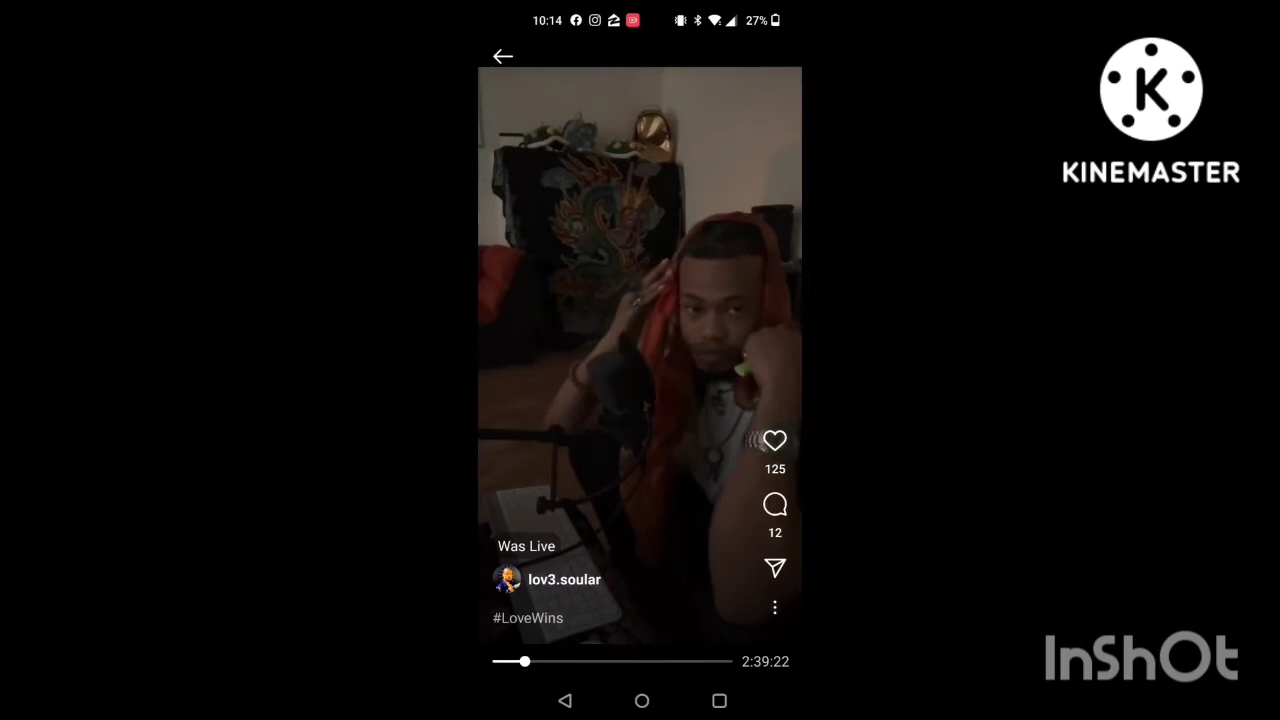 10:14
27%
K
KINEMASTER
125
12
Was Live
lov3.soular
#LoveWins
2:39:22
InShOt